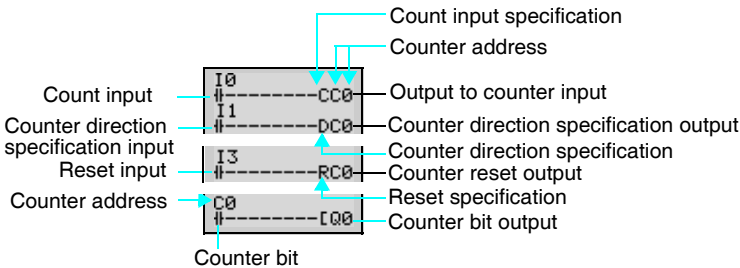 Count input specification
Counter address
I0
Count input
CC0
Output to counter input
I1
Counter direction
specification input
DC0
Counter direction specification output
Counter direction specification
I3
Reset input
RC0
Counter reset output
Reset specification
Counter address
C0
[Q0
Counter bit output
Counter bit